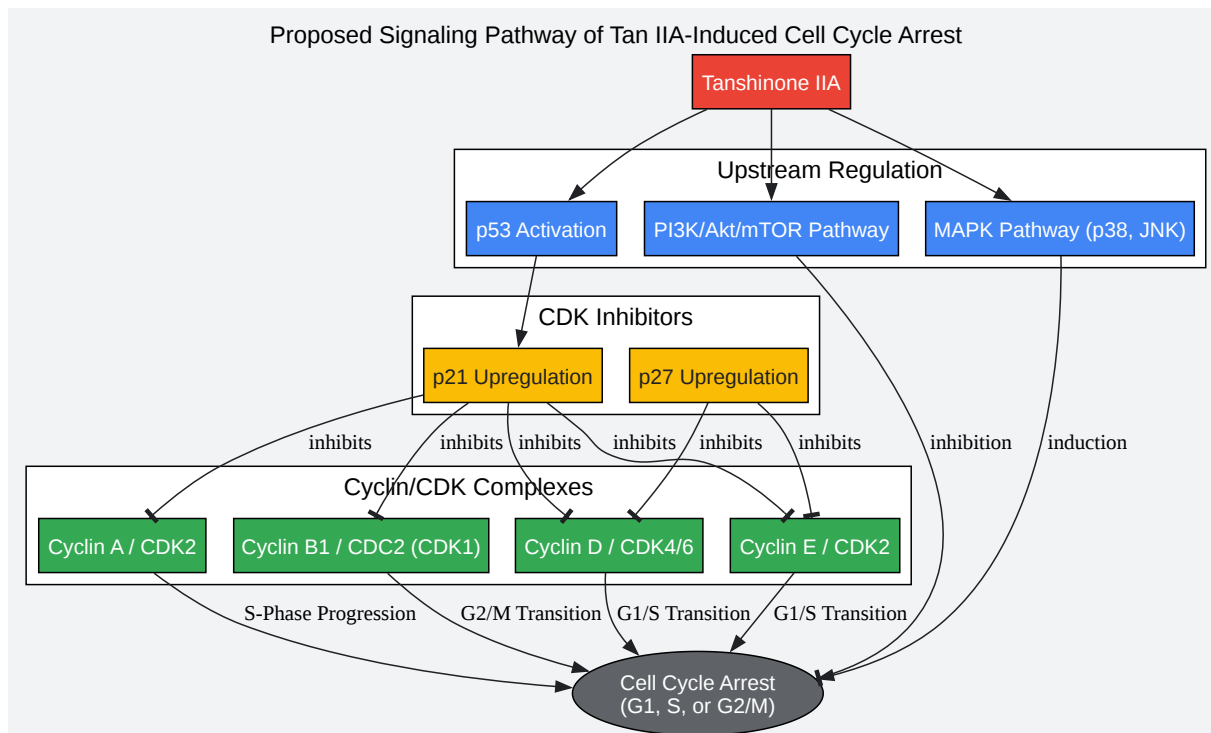 Proposed Signaling Pathway of Tan IIA-Induced Cell Cycle Arrest
Tanshinone IIA
Upstream Regulation
p53 Activation
PI3K/Akt/mTOR Pathway
MAPK Pathway (p38, JNK)
CDK Inhibitors
p21 Upregulation
p27 Upregulation
inhibits
inhibits
inhibits
inhibits
inhibits
inhibits
inhibition
induction
Cyclin/CDK Complexes
Cyclin A / CDK2
Cyclin B1 / CDC2 (CDK1)
Cyclin D / CDK4/6
Cyclin E / CDK2
S-Phase Progression
G2/M Transition
G1/S Transition
G1/S Transition
Cell Cycle Arrest
(G1, S, or G2/M)